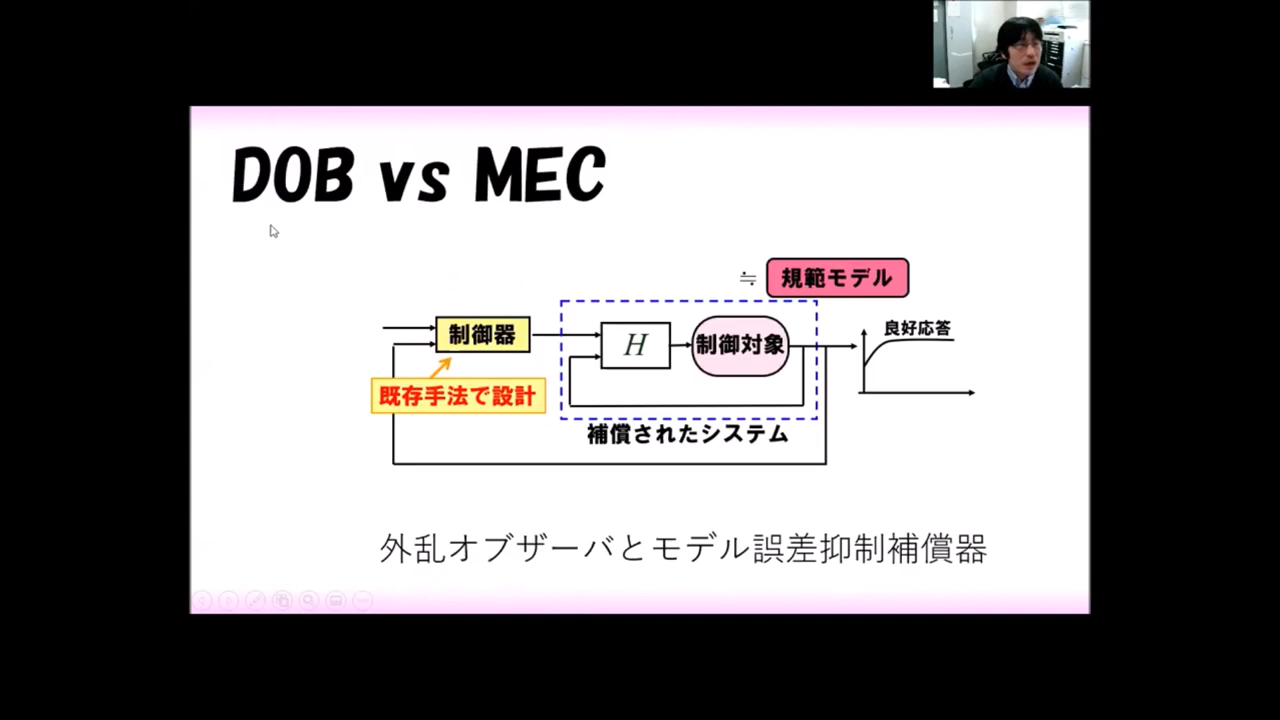 DOB vs MEC
≒ 規範モデル
制御器
H
制御対象
良好応答
既存手法で設計
補償されたシステム
外乱オブザーバとモデル誤差抑制補償器